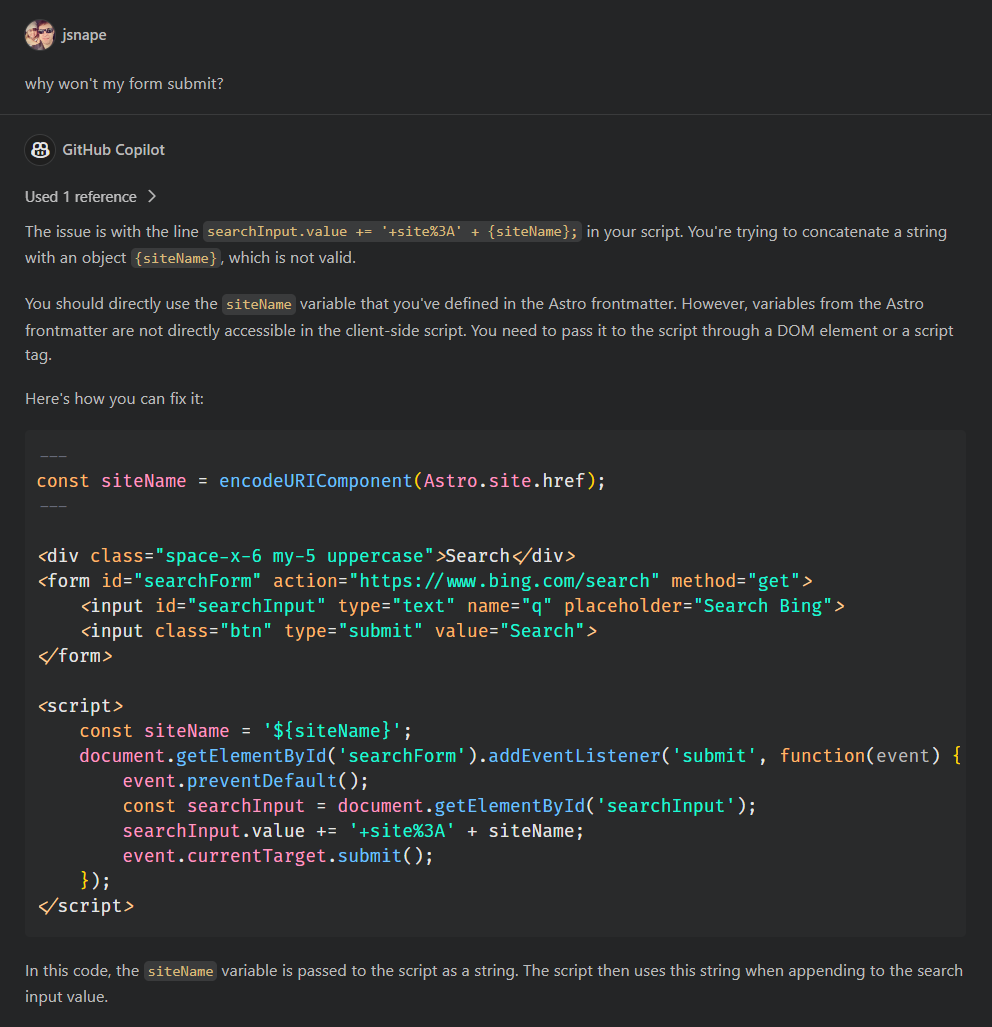 jsnape
why won't my form submit?
GitHub Copilot
Used 1 reference
The issue is with the line searchInput.value += '+site%3A' + {siteName}; in your script. You're trying to concatenate a string
with an object {siteName}, which is not valid.
You should directly use the siteName variable that you've defined in the Astro frontmatter. However, variables from the Astro
frontmatter are not directly accessible in the client-side script. You need to pass it to the script through a DOM element or a script
tag.
Here's how you can fix it:
---
const siteName = encodeURIComponent(Astro.site.href);
---
<div class="space-x-6 my-5 uppercase">Search</div>
<form id="searchForm" action="https://www.bing.com/search" method="get">
    <input id="searchInput" type="text" name="q" placeholder="Search Bing">
    <input class="btn" type="submit" value="Search">
</form>
<script>
    const siteName = '${siteName}';
    document.getElementById('searchForm').addEventListener('submit', function(event) {
        event.preventDefault();
        const searchInput = document.getElementById('searchInput');
        searchInput.value += '+site%3A' + siteName;
        event.currentTarget.submit();
    });
</script>
In this code, the siteName variable is passed to the script as a string. The script then uses this string when appending to the search
input value.